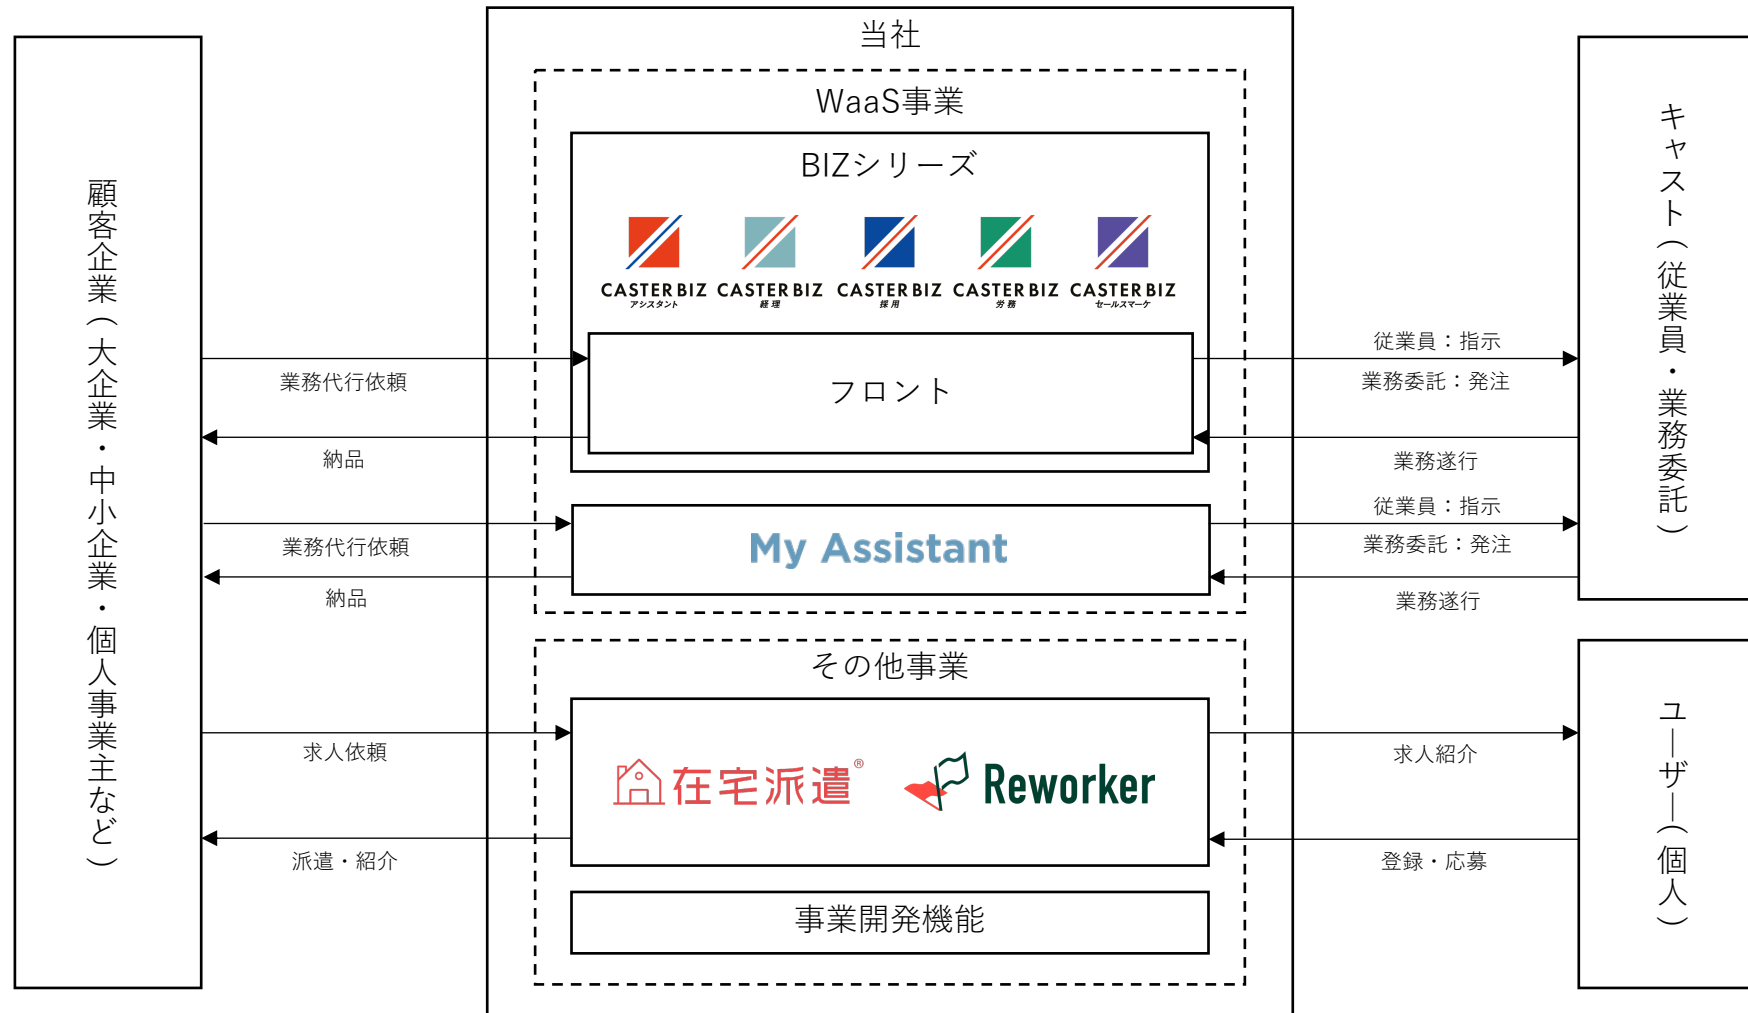 当社
WaaS事業
BIZシリーズ
CASTER BIZ
アシスタント
CASTER BIZ
経理
CASTER BIZ
採用
CASTER BIZ
労務
CASTER BIZ
セールスマーケ
フロント
My Assistant
その他事業
在宅派遣®
Reworker
事業開発機能
顧客企業（大企業・中小企業・個人事業主など）
業務代行依頼
納品
業務代行依頼
納品
求人依頼
派遣・紹介
従業員：指示
業務委託：発注
業務遂行
従業員：指示
業務委託：発注
業務遂行
求人紹介
登録・応募
キャスト（従業員・業務委託）
ユーザー（個人）